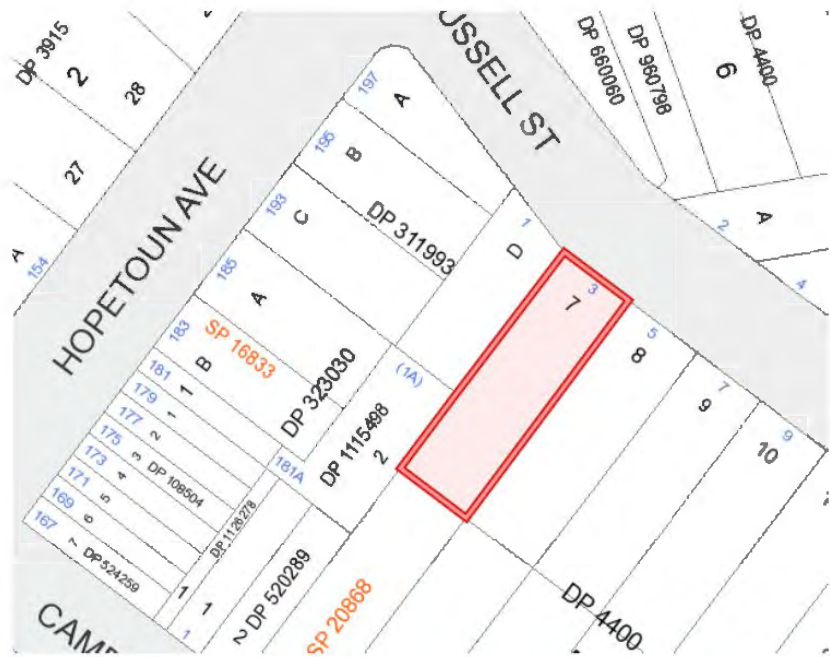 DP 3915
2
28
27
A
154
HOPETOUN AVE
USSELL ST
DP 660060
DP 960798
DP 4400
6
2
A
4
197
A
195
B
193
C
DP 311993
185
A
183
B
SP 16833
DP 323030
1
D
3
7
5
8
7
9
9
10
(1A)
DP 1115498
2
181
1
179
1
177
2
175
3
173
4
171
5
169
6
167
7
DP 108504
DP 524259
181A
DP 1126278
1
1
1
2
DP 520289
SP 20868
DP 4400
CAMP